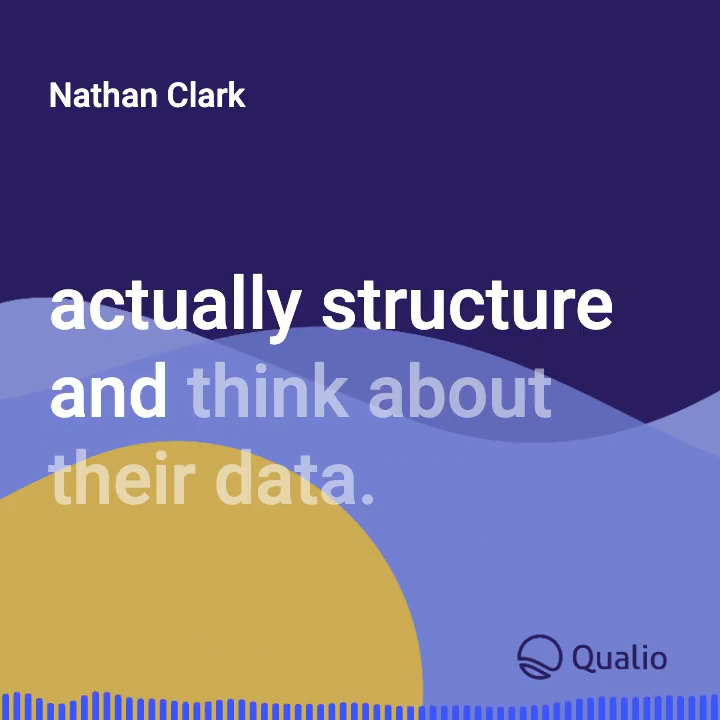 Nathan Clark
actually structure
and think about
their data.
Qualio